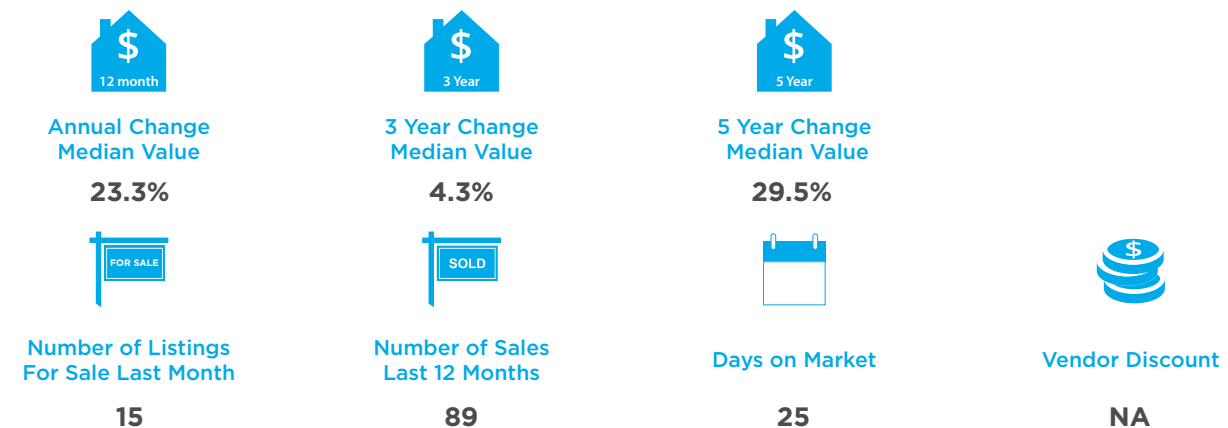 $
12 month
Annual Change
Median Value
23.3%
$
3 Year
3 Year Change
Median Value
4.3%
$
5 Year
5 Year Change
Median Value
29.5%
FOR SALE
Number of Listings
For Sale Last Month
15
SOLD
Number of Sales
Last 12 Months
89
Days on Market
25
$
Vendor Discount
NA